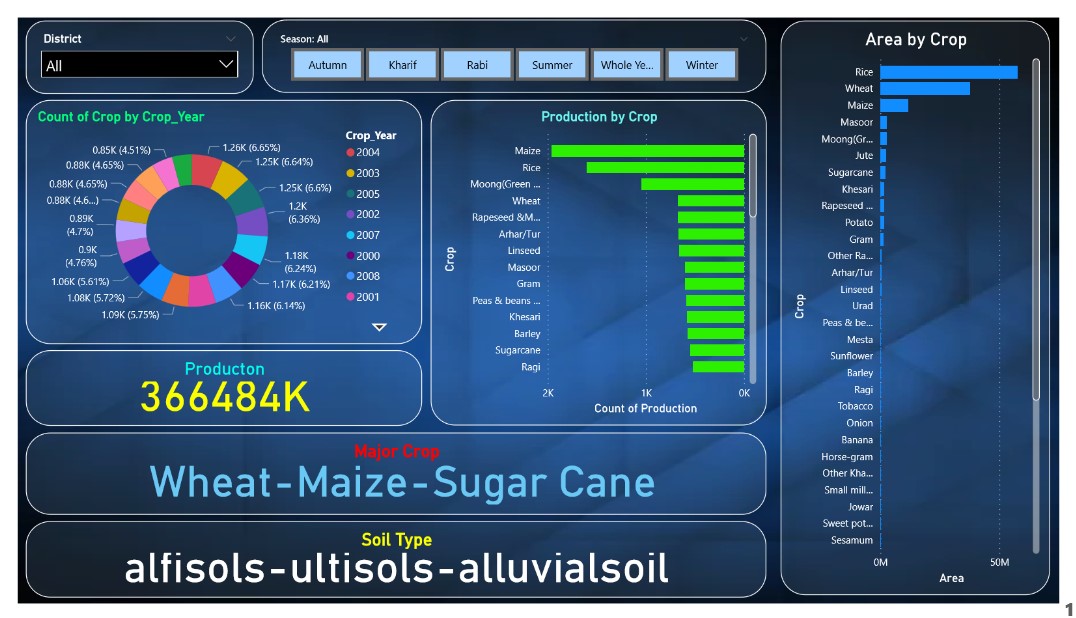 District
All
Season: All
Autumn
Kharif
Rabi
Summer
Whole Ye...
Winter
Count of Crop by Crop_Year
0.85K (4.51%)
0.88K (4.65%)
0.88K (4.65%)
0.88K (4.6...)
0.89K
(4.7%)
0.9K
(4.76%)
1.06K (5.61%)
1.08K (5.72%)
1.09K (5.75%)
1.26K (6.65%)
1.25K (6.64%)
1.25K (6.6%)
1.2K
(6.36%)
1.18K
(6.24%)
1.17K (6.21%)
1.16K (6.14%)
Crop_Year
2004
2003
2005
2002
2007
2000
2008
2001
Producton
366484K
Production by Crop
Crop
Maize
Rice
Moong(Green ...
Wheat
Rapeseed &M...
Arhar/Tur
Linseed
Masoor
Gram
Peas & beans ...
Khesari
Barley
Sugarcane
Ragi
2K
1K
0K
Count of Production
Major Crop
Wheat-Maize-Sugar Cane
Soil Type
alfisols-ultisols-alluvialsoil
Area by Crop
Crop
Rice
Wheat
Maize
Masoor
Moong(Gr...
Jute
Sugarcane
Khesari
Rapeseed ...
Potato
Gram
Other Ra...
Arhar/Tur
Linseed
Urad
Peas & be...
Mesta
Sunflower
Barley
Ragi
Tobacco
Onion
Banana
Horse-gram
Other Kha...
Small mill...
Jowar
Sweet pot...
Sesamum
0M
50M
Area
1